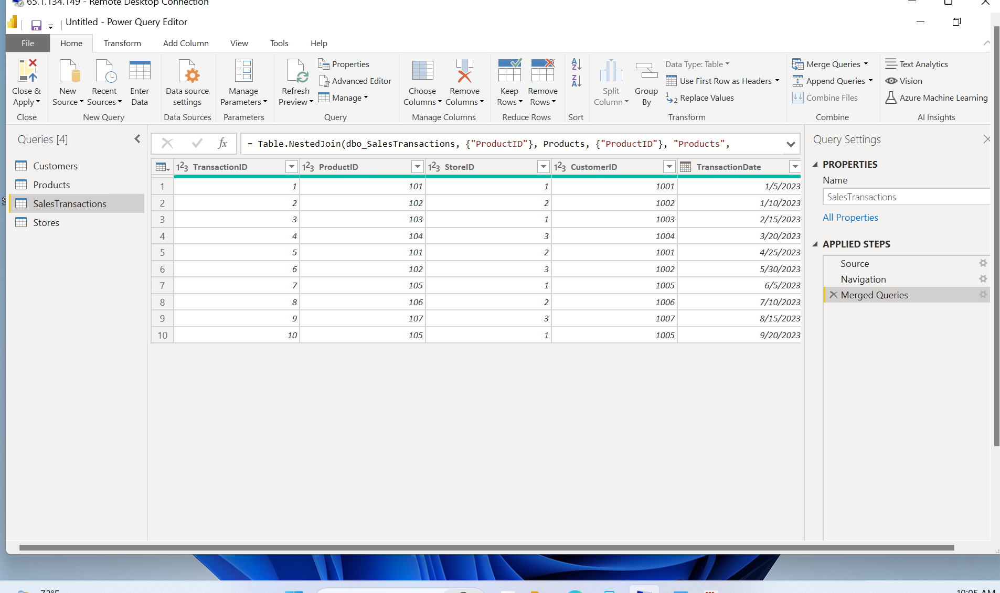 65.1.134.149 - Remote Desktop Connection
Untitled - Power Query Editor
File Home Transform Add Column View Tools Help
Close & Apply
New Source
Recent Sources
Enter Data
Data source settings
Manage Parameters
Refresh Preview
Properties
Advanced Editor
Manage
Choose Columns
Remove Columns
Keep Rows
Remove Rows
Split Column
Group By
Data Type: Table
Use First Row as Headers
Replace Values
Merge Queries
Append Queries
Combine Files
Text Analytics
Vision
Azure Machine Learning
Close New Query Data Sources Parameters Query Manage Columns Reduce Rows Sort Transform Combine AI Insights
Queries [4]
Customers
Products
SalesTransactions
Stores
fx = Table.NestedJoin(dbo_SalesTransactions, {"ProductID"}, Products, {"ProductID"}, "Products",
123 TransactionID 123 ProductID 123 StoreID 123 CustomerID TransactionDate
1 1 101 1 1001 1/5/2023
2 2 102 2 1002 1/10/2023
3 3 103 1 1003 2/15/2023
4 4 104 3 1004 3/20/2023
5 5 101 2 1001 4/25/2023
6 6 102 3 1002 5/30/2023
7 7 105 1 1005 6/5/2023
8 8 106 2 1006 7/10/2023
9 9 107 3 1007 8/15/2023
10 10 105 1 1005 9/20/2023
Query Settings
PROPERTIES
Name
SalesTransactions
All Properties
APPLIED STEPS
Source
Navigation
Merged Queries
73°F
10:05 AM